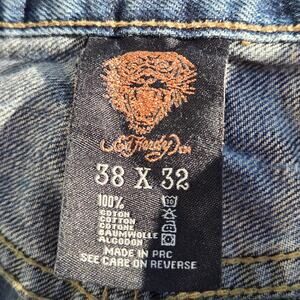 Ed Hardy
38 X 32
100%
COTON
COTTON
COTONE
BAUMWOLLE
ALGODON
MADE IN PRC
SEE CARE ON REVERSE